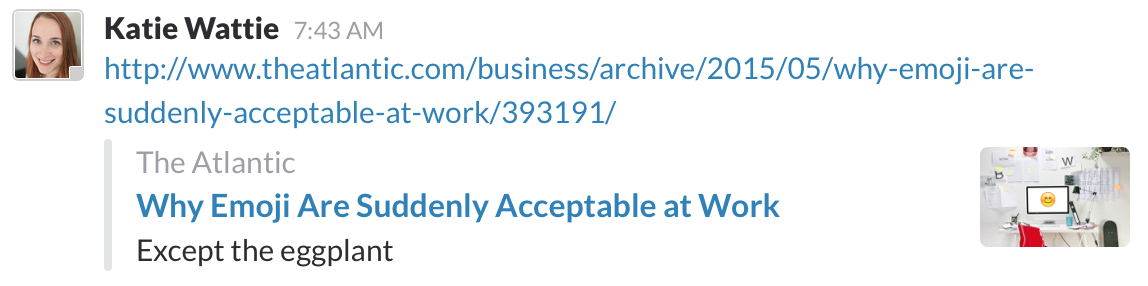 Katie Wattie 7:43 AM
http://www.theatlantic.com/business/archive/2015/05/why-emoji-are-
suddenly-acceptable-at-work/393191/
The Atlantic
Why Emoji Are Suddenly Acceptable at Work
Except the eggplant
W
B